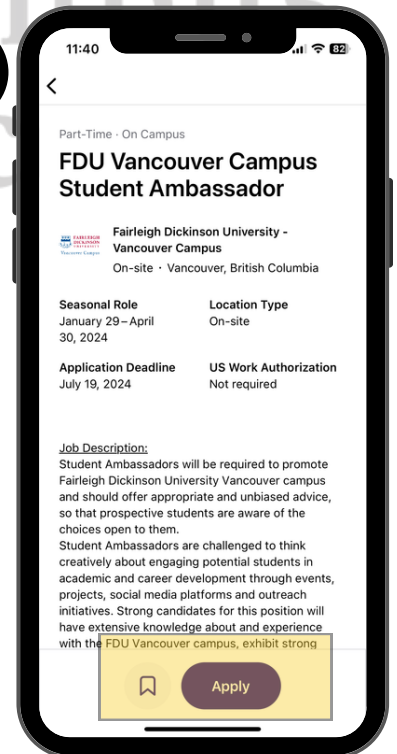 11:40
82
Part-Time · On Campus
FDU Vancouver Campus
Student Ambassador
FAIRLEIGH
DICKINSON
UNIVERSITY
Vancouver Campus
Fairleigh Dickinson University -
Vancouver Campus
On-site · Vancouver, British Columbia
Seasonal Role
January 29 – April
30, 2024
Location Type
On-site
Application Deadline
July 19, 2024
US Work Authorization
Not required
Job Description:
Student Ambassadors will be required to promote
Fairleigh Dickinson University Vancouver campus
and should offer appropriate and unbiased advice,
so that prospective students are aware of the
choices open to them.
Student Ambassadors are challenged to think
creatively about engaging potential students in
academic and career development through events,
projects, social media platforms and outreach
initiatives. Strong candidates for this position will
have extensive knowledge about and experience
with the FDU Vancouver campus, exhibit strong
Apply